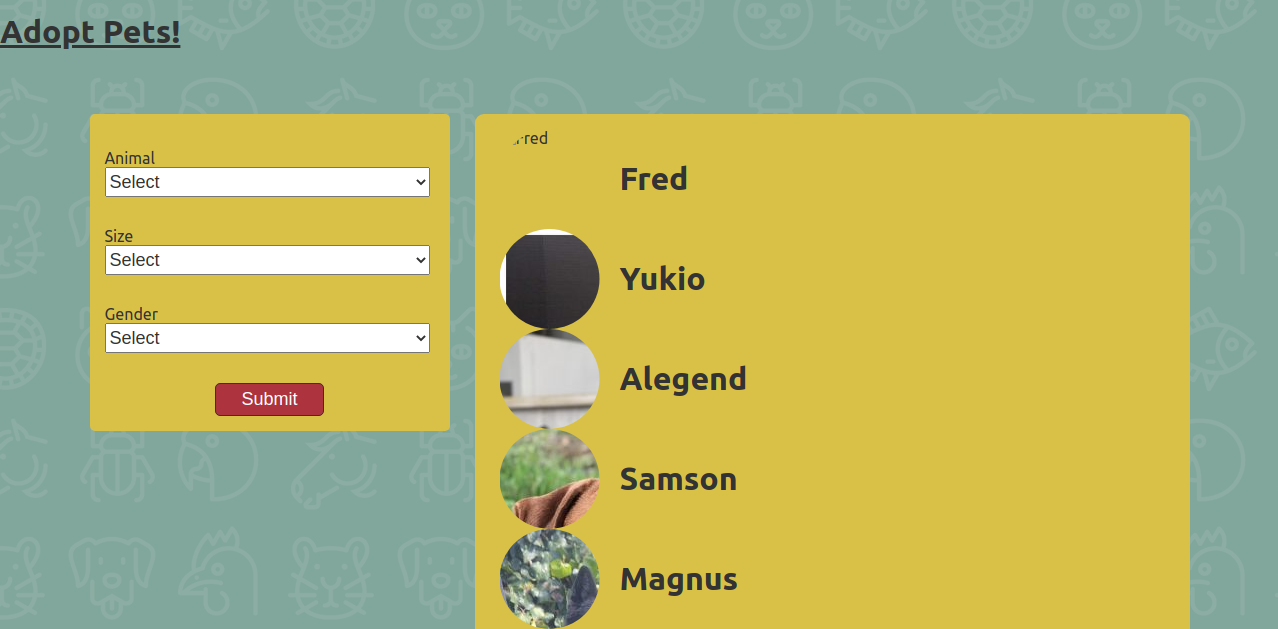 Adopt Pets!
Animal
Select
Size
Select
Gender
Select
Submit
Fred
Fred
Yukio
Alegend
Samson
Magnus